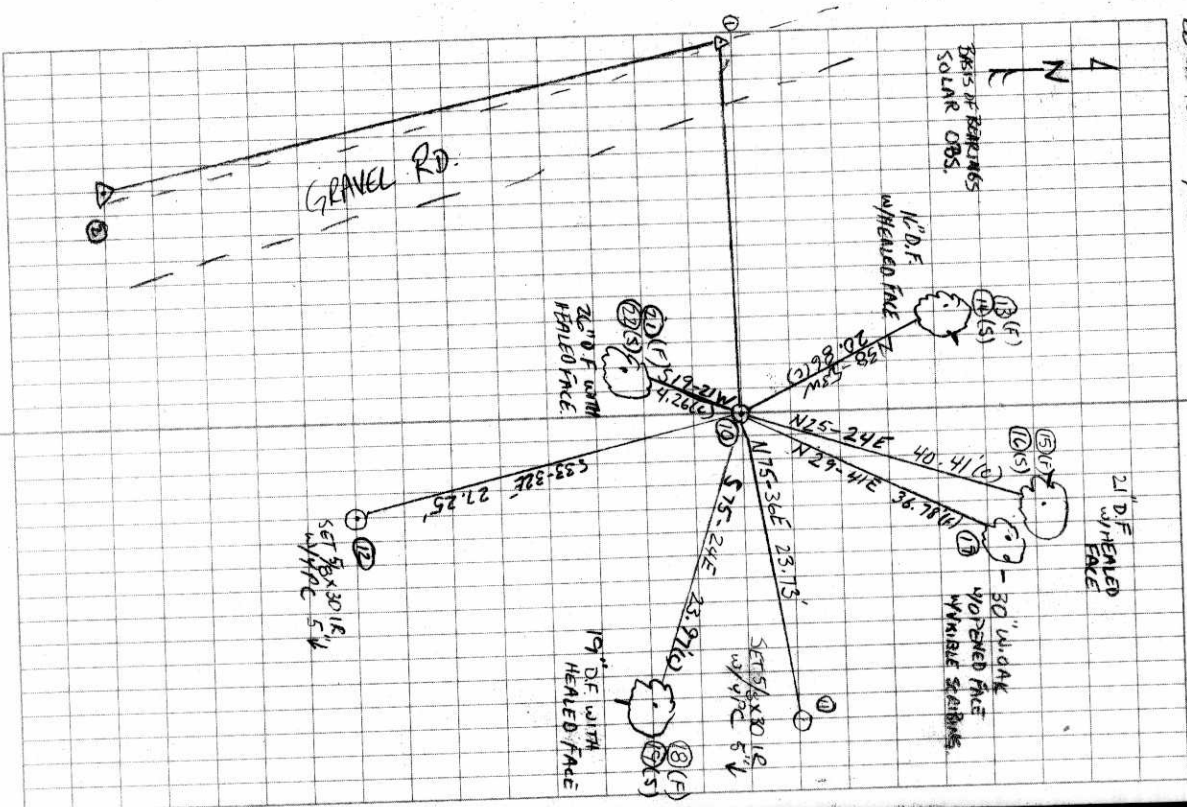 N
BASIS OF BEARINGS
SOLAR OBS.
①
GRAVEL RD.
②
16" D.F.
W/HEALED FACE
⑬(F)
⑭(S)
N50-53W
20.86(C)
㉑(F)
㉒(S)
26" D.F WITH
HEALED FACE.
S19-21W
4.26(C)
⑩
N25-24E 40.41'(C)
⑮(F)
⑯(S)
21" D.F
W/HEALED
FACE
N29-41E 36.78'(C)
⑰
30" W.OAK
W/OPENED FACE
W/VISIBLE SCRIBING.
N75-36E 23.73'
⑪
SET 5/8x30 IR
W/YPC 5"↓
S75-24E 23.97'(C)
⑱(F)
⑲(S)
19" D.F. WITH
HEALED FACE
S33-32E 27.25'
⑫
SET 5/8x30 IR
W/YPC 5"↓